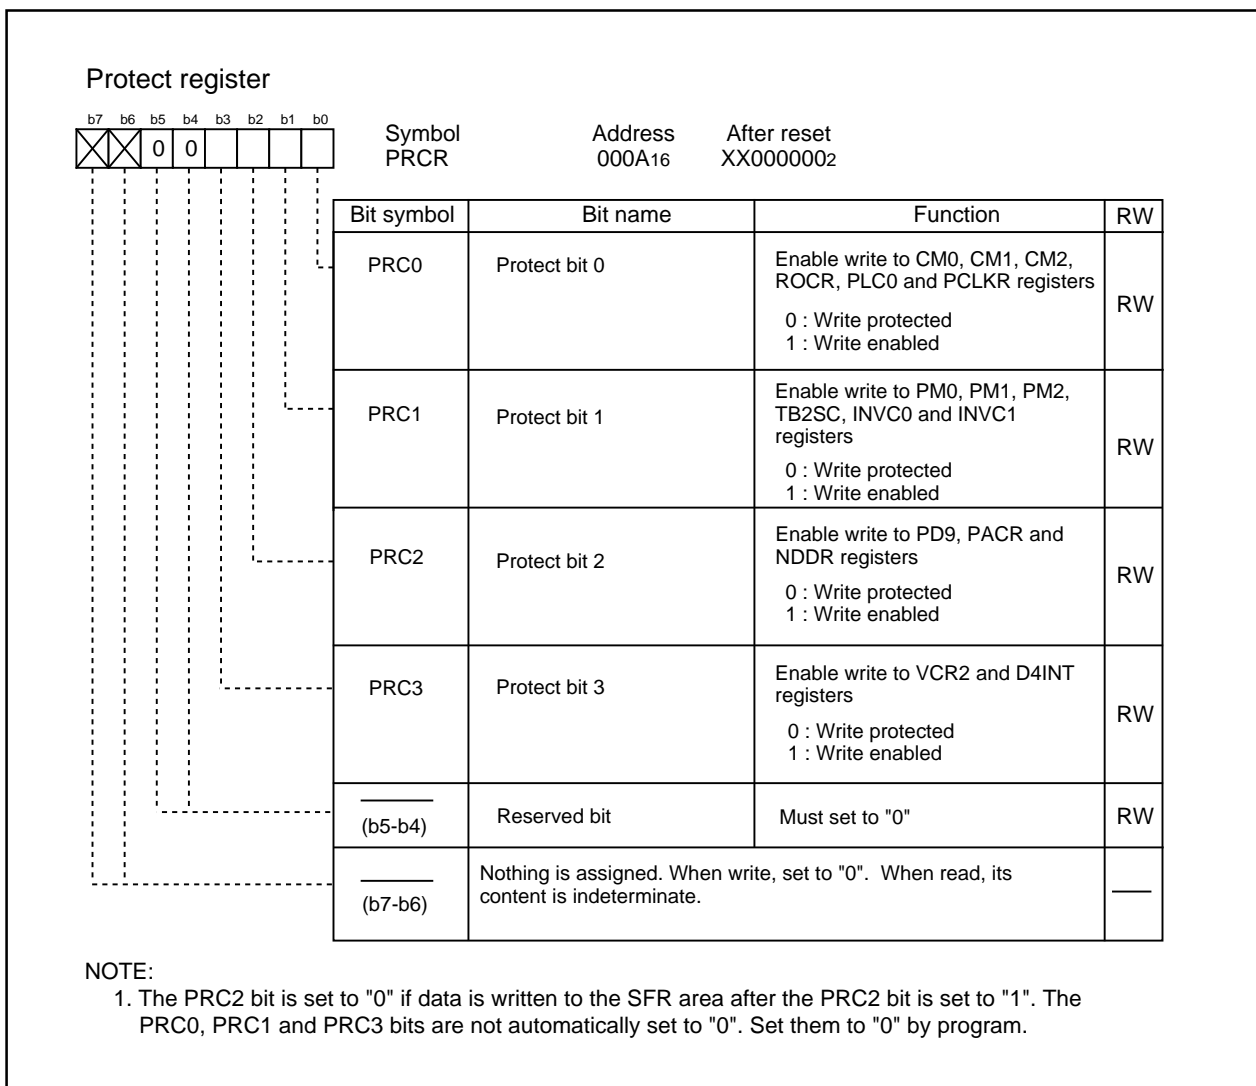 Protect register
b7 b6 b5 b4 b3 b2 b1 b0
0 0
Symbol Address After reset
PRCR 000A16 XX0000002
Bit symbol Bit name Function RW
PRC0 Protect bit 0 Enable write to CM0, CM1, CM2,
ROCR, PLC0 and PCLKR registers
0 : Write protected
1 : Write enabled
RW
PRC1 Protect bit 1 Enable write to PM0, PM1, PM2,
TB2SC, INVC0 and INVC1
registers
0 : Write protected
1 : Write enabled
RW
PRC2 Protect bit 2 Enable write to PD9, PACR and
NDDR registers
0 : Write protected
1 : Write enabled
RW
PRC3 Protect bit 3 Enable write to VCR2 and D4INT
registers
0 : Write protected
1 : Write enabled
RW
(b5-b4) Reserved bit Must set to "0" RW
(b7-b6) Nothing is assigned. When write, set to "0". When read, its
content is indeterminate.
NOTE:
1. The PRC2 bit is set to "0" if data is written to the SFR area after the PRC2 bit is set to "1". The
PRC0, PRC1 and PRC3 bits are not automatically set to "0". Set them to "0" by program.